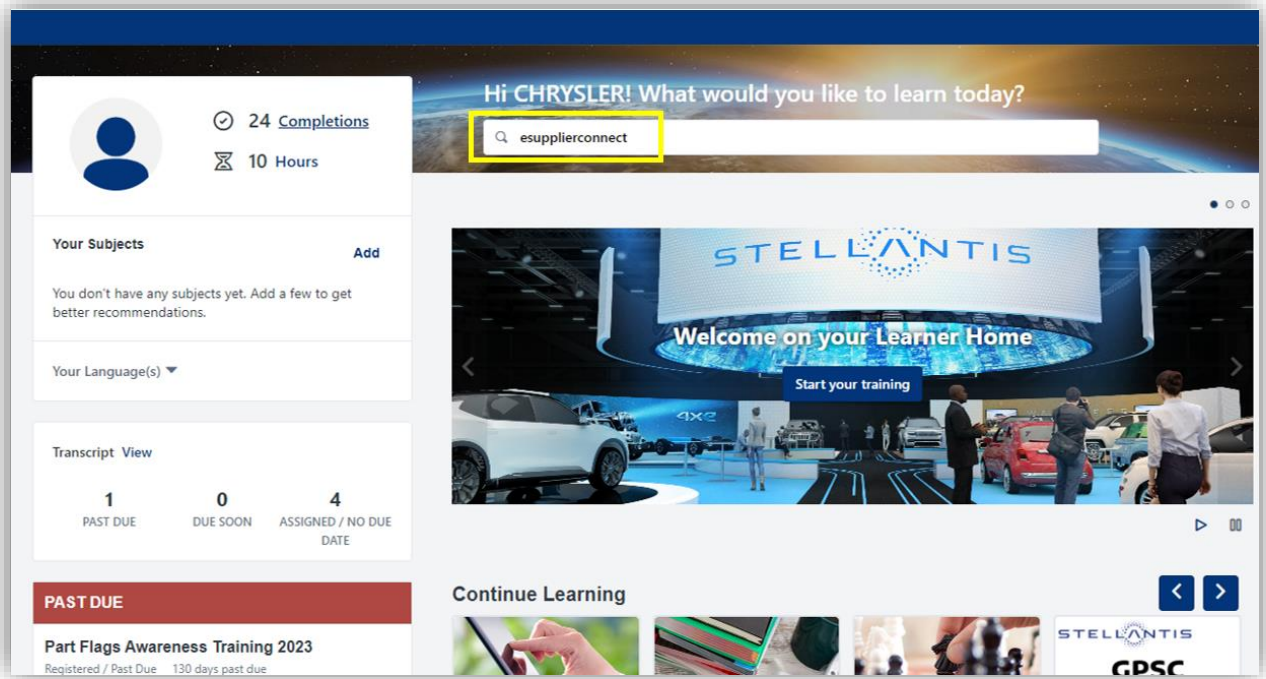 Hi CHRYSLER! What would you like to learn today?
esupplierconnect
24 Completions
10 Hours
Your Subjects
Add
You don't have any subjects yet. Add a few to get
better recommendations.
Your Language(s)
Transcript View
1
PAST DUE
0
DUE SOON
4
ASSIGNED / NO DUE
DATE
PAST DUE
Part Flags Awareness Training 2023
Registered / Past Due 130 days past due
STELLANTIS
Welcome on your Learner Home
Start your training
4xe
Continue Learning
STELLANTIS
GPSC